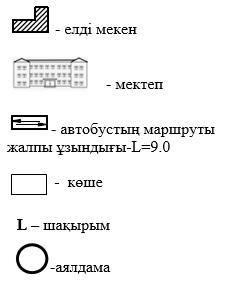 - елді мекен
- мектеп
- автобустың маршруты
жалпы ұзындығы-L=9.0
- көше
L – шақырым
-аялдама